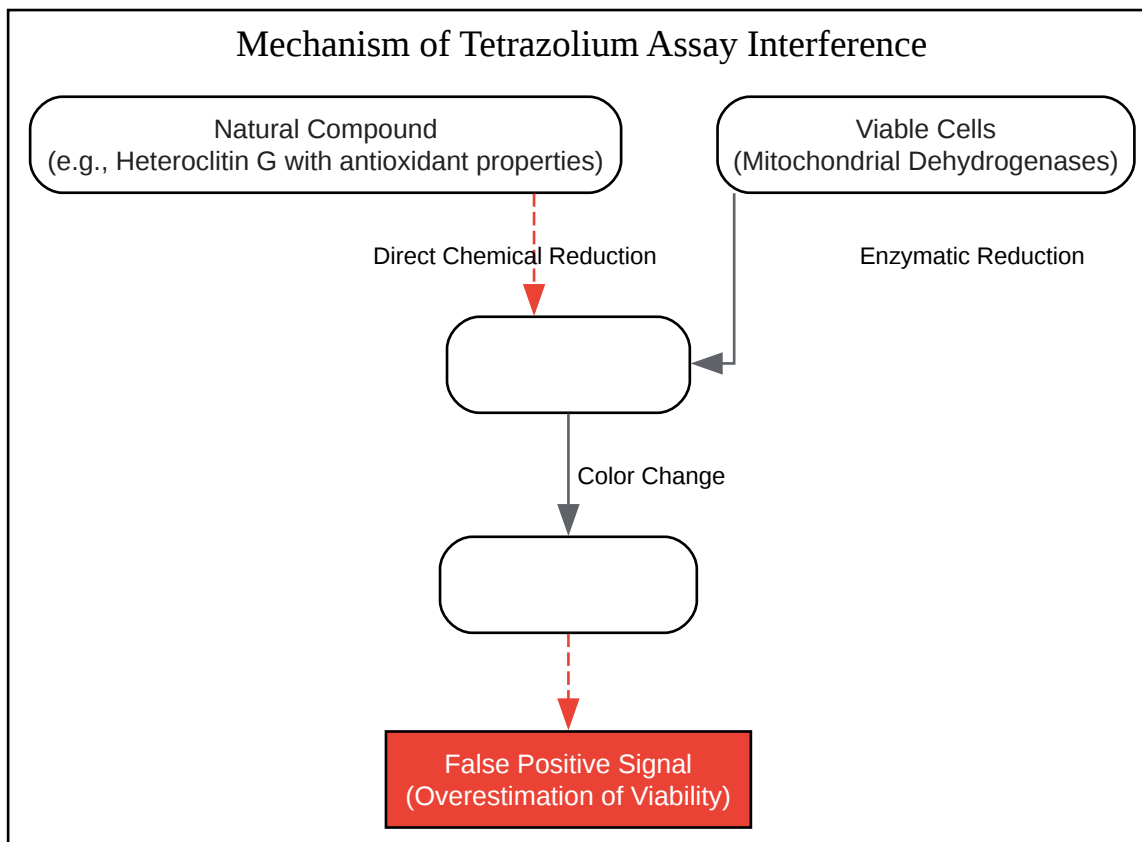 Mechanism of Tetrazolium Assay Interference
Natural Compound
(e.g., Heteroclitin G with antioxidant properties)
Viable Cells
(Mitochondrial Dehydrogenases)
Direct Chemical Reduction
Enzymatic Reduction
Color Change
False Positive Signal
(Overestimation of Viability)